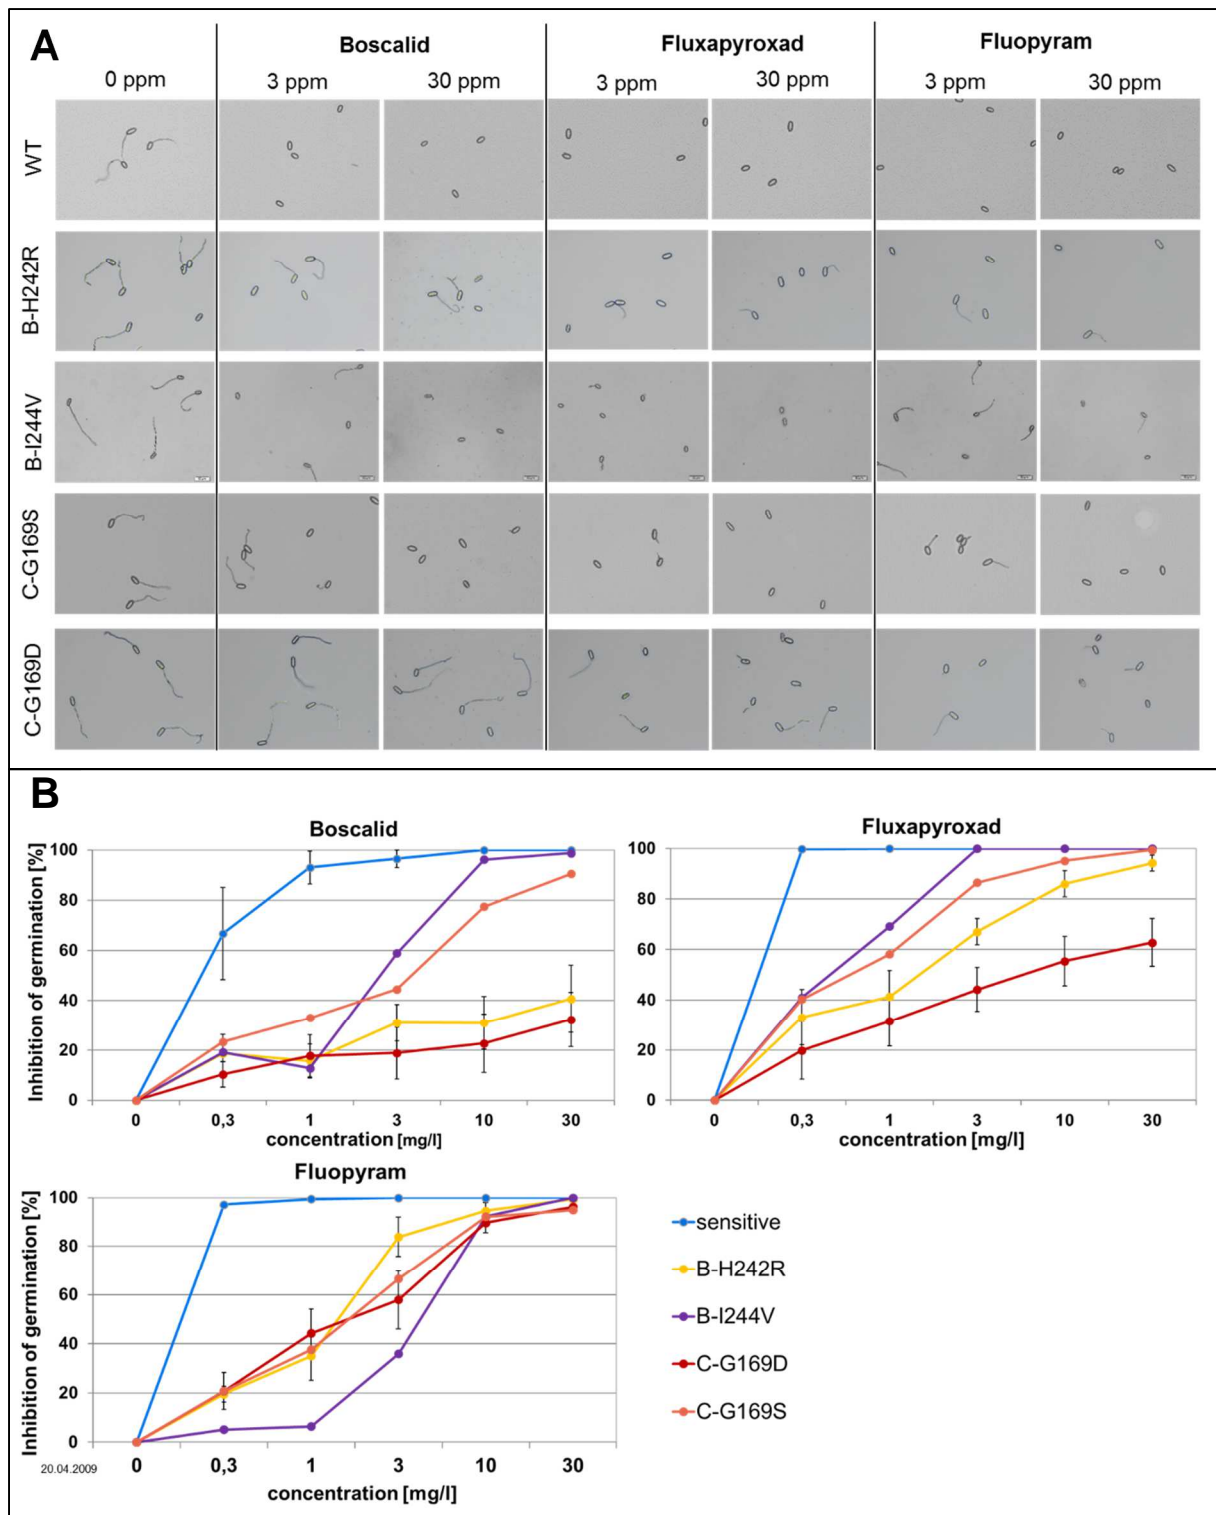 A
Boscalid
Fluxapyroxad
Fluopyram
0 ppm
3 ppm
30 ppm
3 ppm
30 ppm
3 ppm
30 ppm
WT
B-H242R
B-I244V
C-G169S
C-G169D
B
Boscalid
Inhibition of germination [%]
100
80
60
40
20
0
0 0,3 1 3 10 30
concentration [mg/l]
Fluxapyroxad
100
80
60
40
20
0
0 0,3 1 3 10 30
concentration [mg/l]
Fluopyram
Inhibition of germination [%]
100
80
60
40
20
0
20.04.2009
0 0,3 1 3 10 30
concentration [mg/l]
sensitive
B-H242R
B-I244V
C-G169D
C-G169S